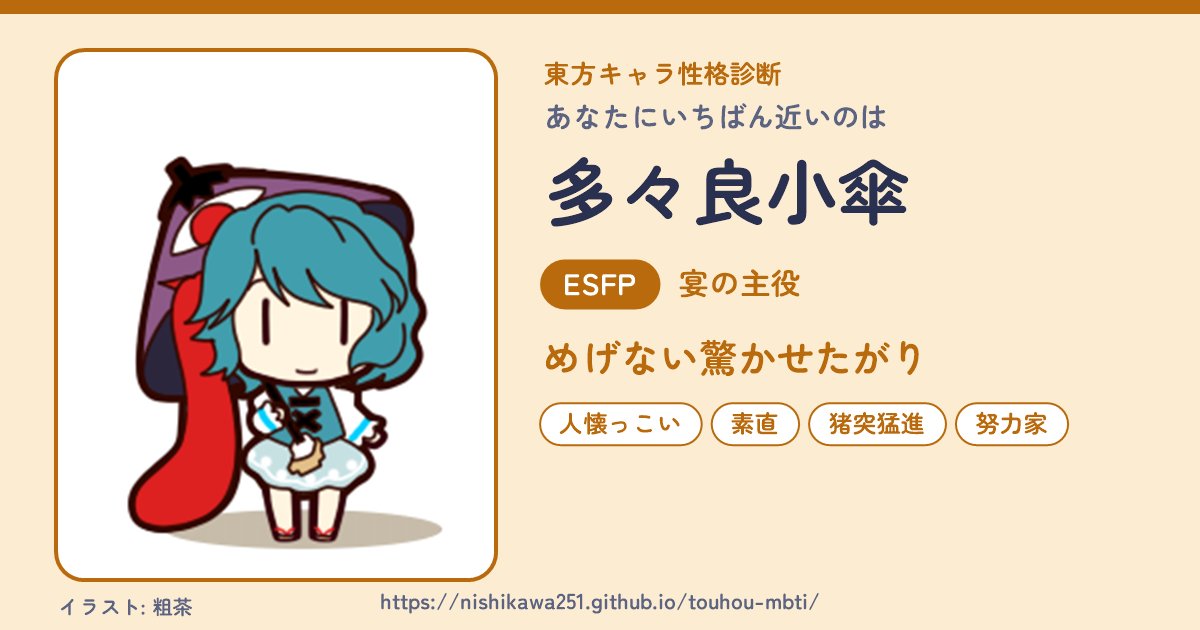 東方キャラ性格診断
あなたにいちばん近いのは
多々良小傘
ESFP 宴の主役
めげない驚かせたがり
人懐っこい 素直 猪突猛進 努力家
イラスト: 粗茶
https://nishikawa251.github.io/touhou-mbti/